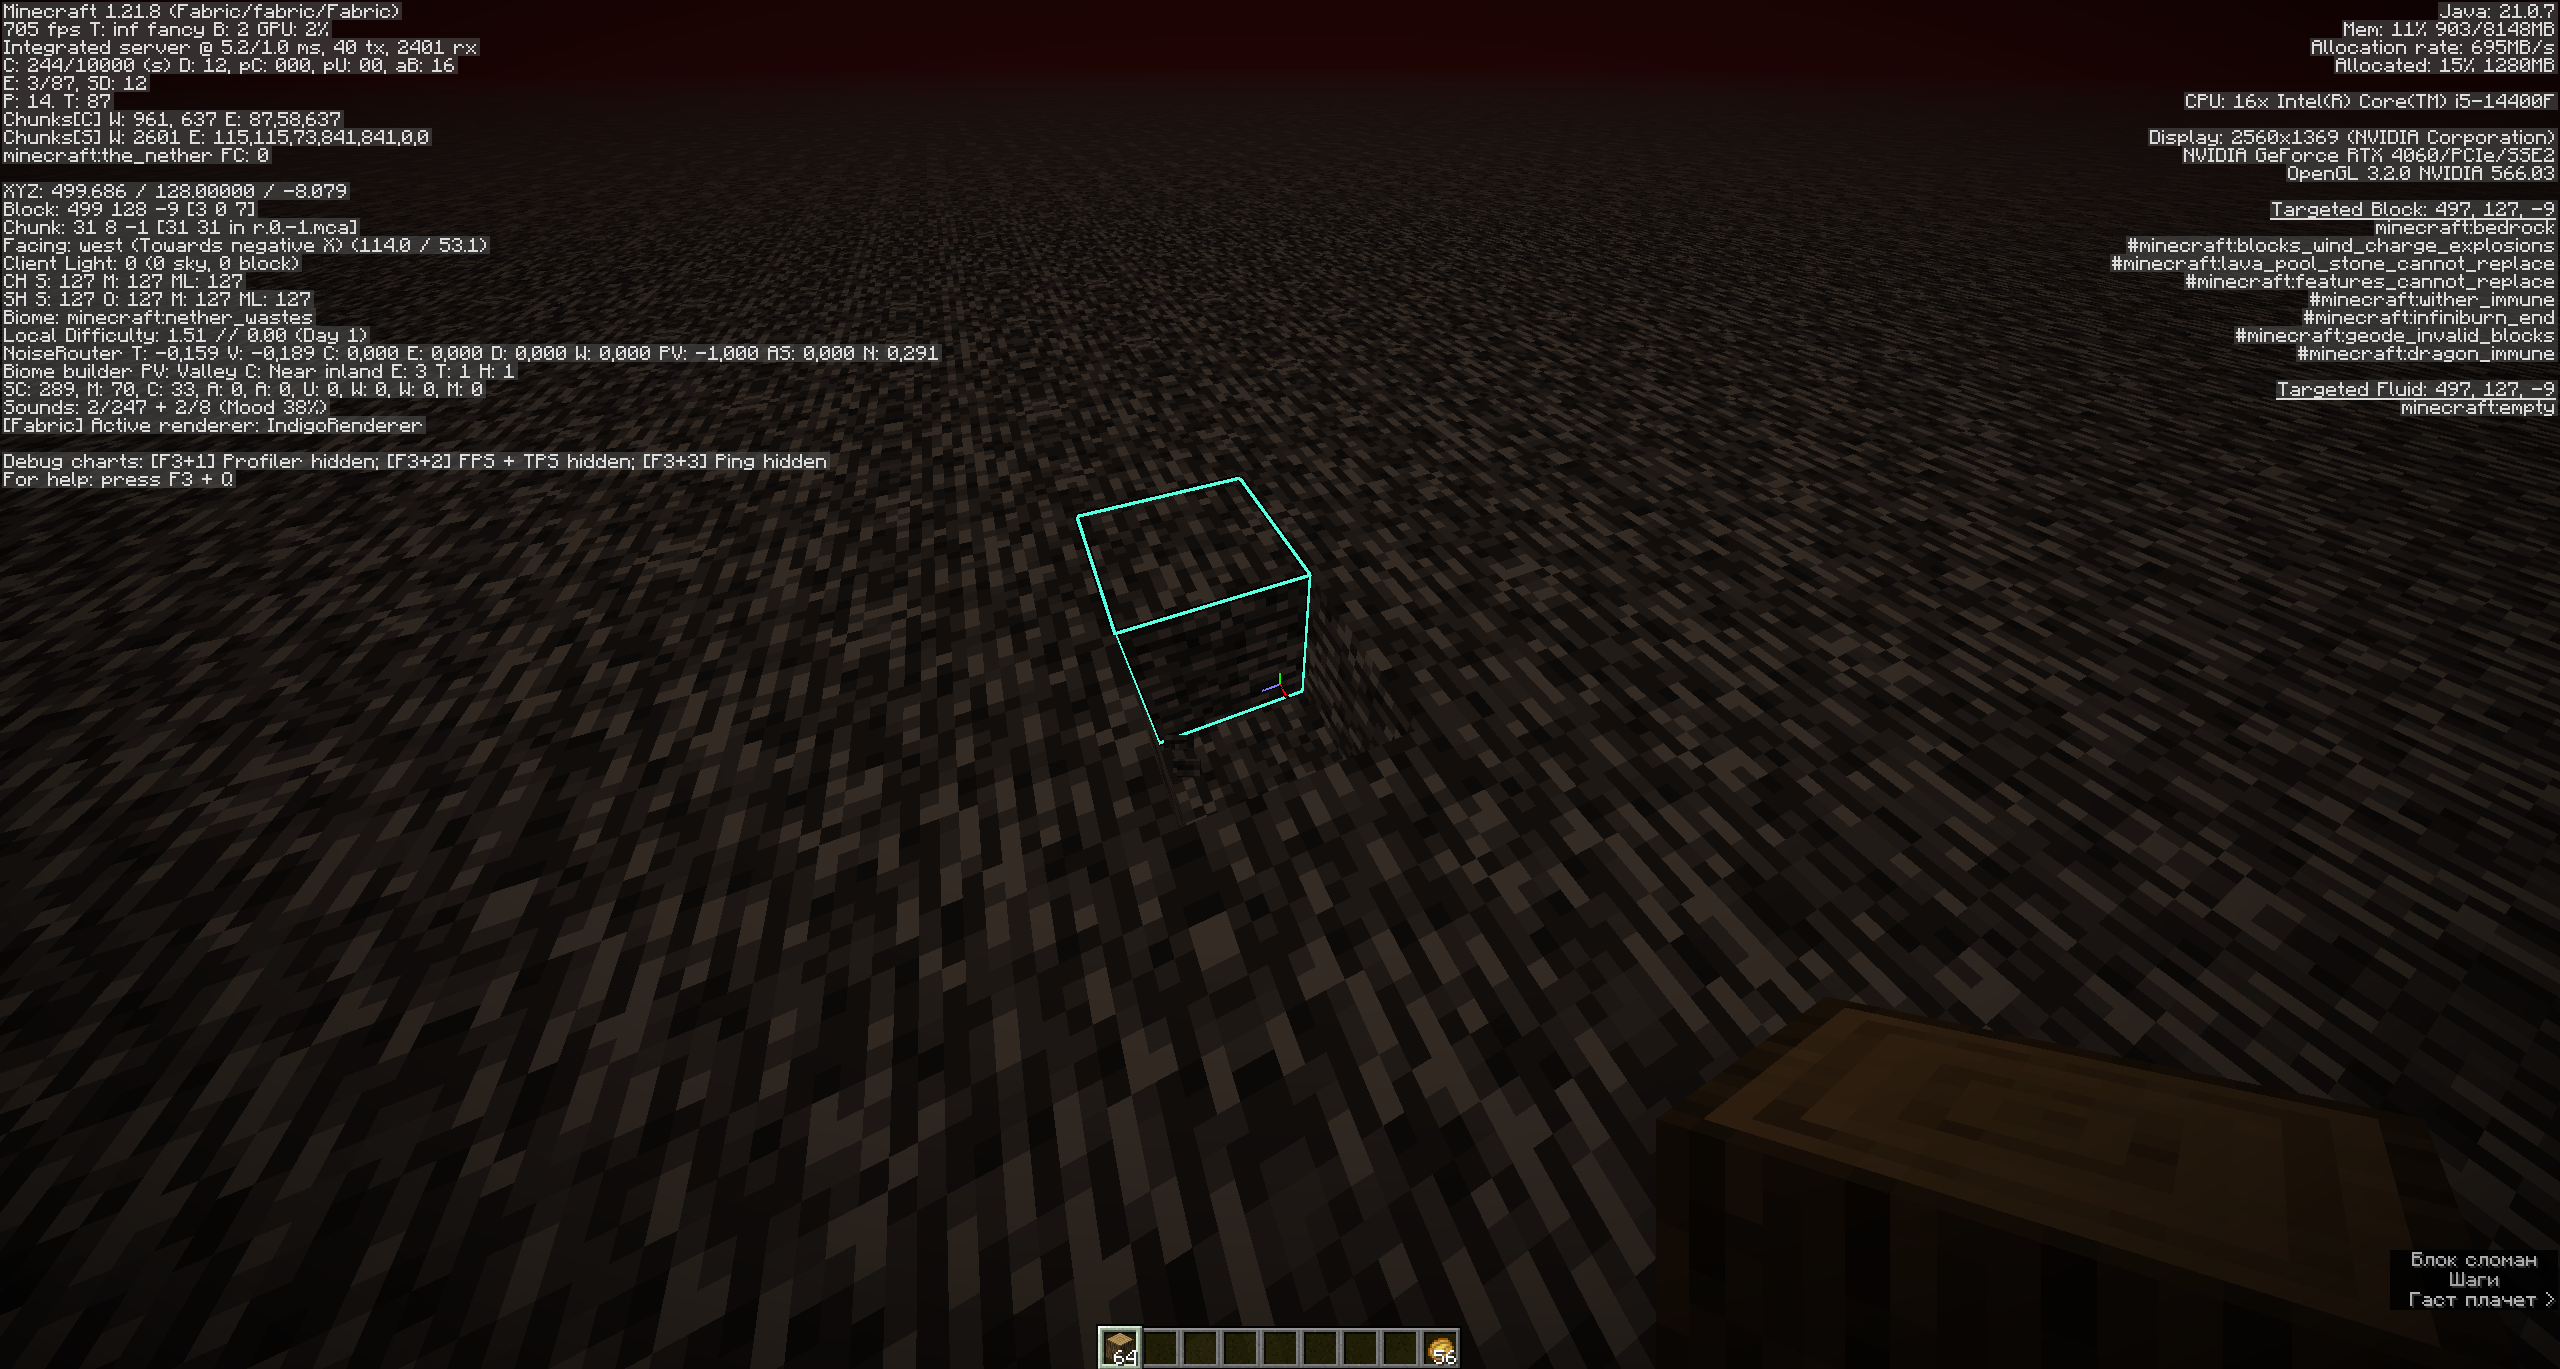 Minecraft 1.21.8 (Fabric/fabric/Fabric)
705 fps T: inf fancy B: 2 GPU: 2%
Integrated server @ 5.2/1.0 ms, 40 tx, 2401 rx
C: 244/10000 (s) D: 12, pC: 000, pU: 00, aB: 16
E: 3/87, SD: 12
P: 14. T: 87
Chunks[C] W: 961, 637 E: 87,58,637
Chunks[S] W: 2601 E: 115,115,73,841,841,0,0
minecraft:the_nether FC: 0
XYZ: 499.686 / 128.00000 / -8.079
Block: 499 128 -9 [3 0 7]
Chunk: 31 8 -1 [31 31 in r.0.-1.mca]
Facing: west (Towards negative X) (114.0 / 53.1)
Client Light: 0 (0 sky, 0 block)
CH S: 127 M: 127 ML: 127
SH S: 127 O: 127 M: 127 ML: 127
Biome: minecraft:nether_wastes
Local Difficulty: 1.51 // 0.00 (Day 1)
NoiseRouter T: -0,159 V: -0,189 C: 0,000 E: 0,000 D: 0,000 W: 0,000 PV: -1,000 AS: 0,000 N: 0,291
Biome builder PV: Valley C: Near inland E: 3 T: 1 H: 1
SC: 289, M: 70, C: 33, A: 0, A: 0, U: 0, W: 0, W: 0, M: 0
Sounds: 2/247 + 2/8 (Mood 38%)
[Fabric] Active renderer: IndigoRenderer
Debug charts: [F3+1] Profiler hidden; [F3+2] FPS + TPS hidden; [F3+3] Ping hidden
For help: press F3 + Q
Java: 21.0.7
Mem: 11% 903/8148MB
Allocation rate: 695MB/s
Allocated: 15% 1280MB
CPU: 16x Intel(R) Core(TM) i5-14400F
Display: 2560x1369 (NVIDIA Corporation)
NVIDIA GeForce RTX 4060/PCIe/SSE2
OpenGL 3.2.0 NVIDIA 566.03
Targeted Block: 497, 127, -9
minecraft:bedrock
#minecraft:blocks_wind_charge_explosions
#minecraft:lava_pool_stone_cannot_replace
#minecraft:features_cannot_replace
#minecraft:wither_immune
#minecraft:infiniburn_end
#minecraft:geode_invalid_blocks
#minecraft:dragon_immune
Targeted Fluid: 497, 127, -9
minecraft:empty
Блок сломан
Шаги
Гаст плачет >
64
56